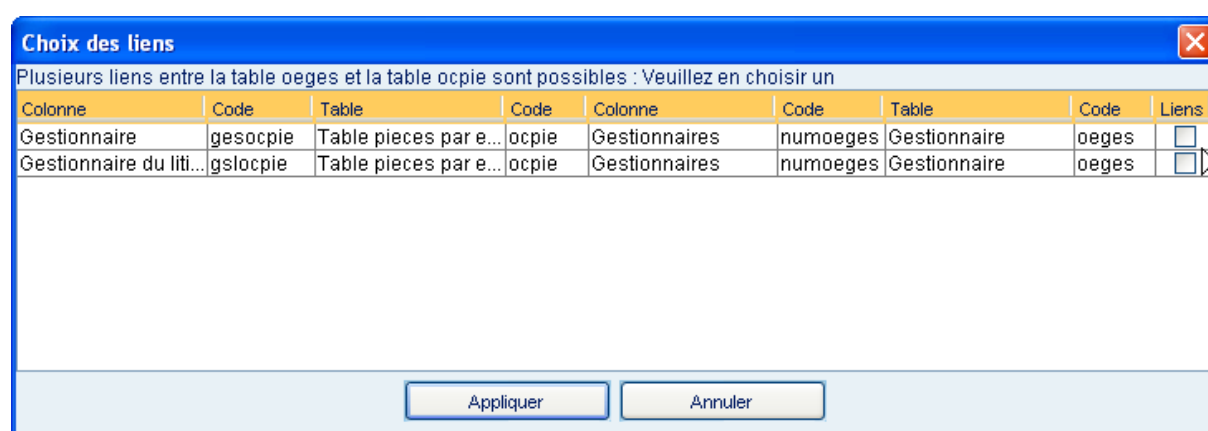 Choix des liens
Plusieurs liens entre la table oeges et la table ocpie sont possibles : Veuillez en choisir un
Colonne Code Table Code Colonne Code Table Code Liens
Gestionnaire gesocpie Table pieces par e... ocpie Gestionnaires numoeges Gestionnaire oeges
Gestionnaire du liti... gslocpie Table pieces par e... ocpie Gestionnaires numoeges Gestionnaire oeges
Appliquer Annuler